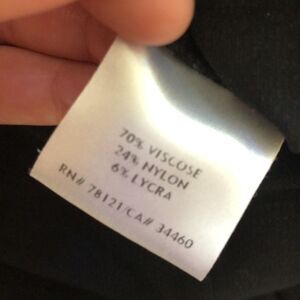 70% VISCOSE
24% NYLON
6% LYCRA
RN# 78121/CA# 34460